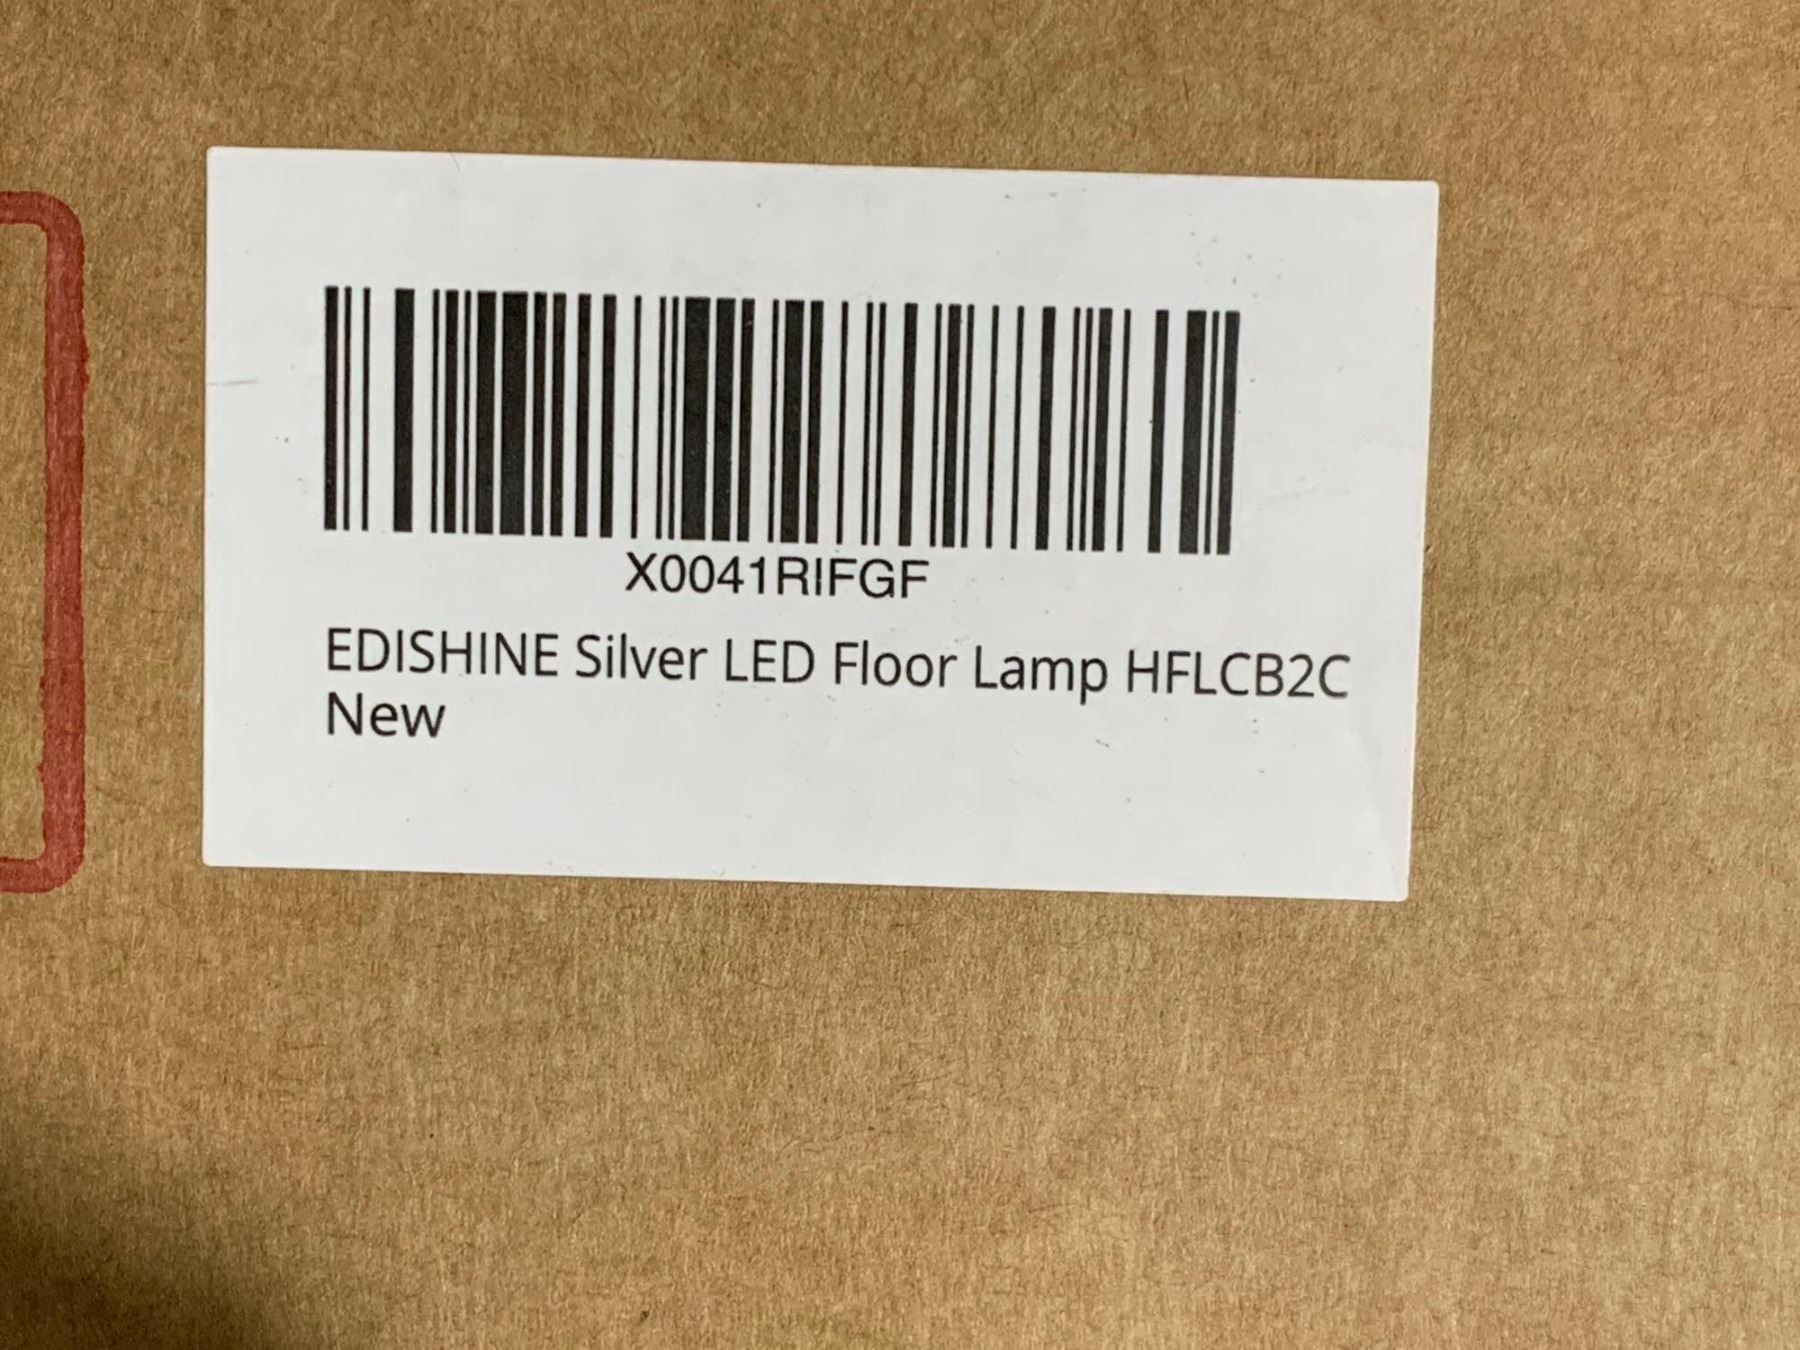 X0041RIFGF
EDISHINE Silver LED Floor Lamp HFLCB2C
New